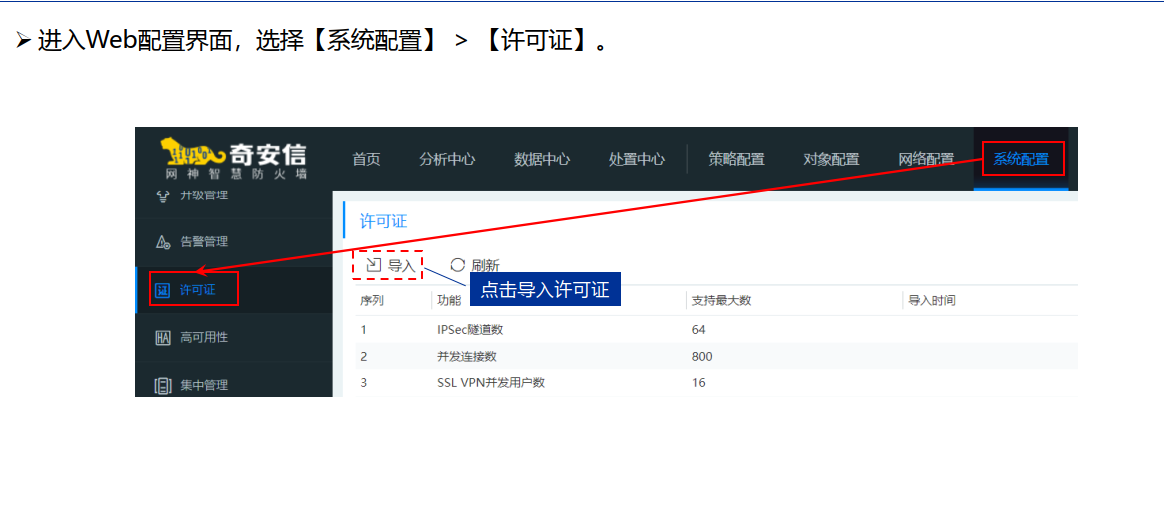 ➢ 进入Web配置界面，选择【系统配置】 > 【许可证】。
奇安信
网神智慧防火墙
首页 分析中心 数据中心 处置中心 策略配置 对象配置 网络配置 系统配置
升级管理
告警管理
许可证
高可用性
集中管理
许可证
导入 刷新
点击导入许可证
序列 功能 支持最大数 导入时间
1 IPSec隧道数 64
2 并发连接数 800
3 SSL VPN并发用户数 16